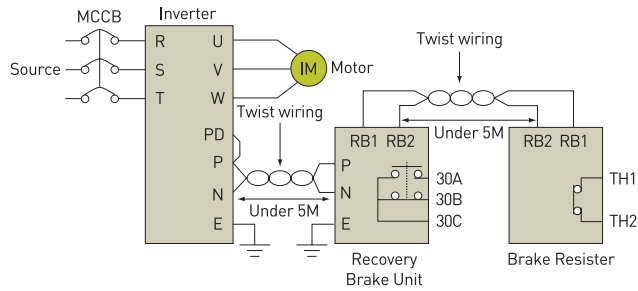 MCCB
Inverter
Source
R
S
T
U
V
W
IM
Motor
PD
P
N
E
Twist wiring
Under 5M
RB1
RB2
P
N
E
30A
30B
30C
Recovery
Brake Unit
Twist wiring
Under 5M
RB2
RB1
TH1
TH2
Brake Resister